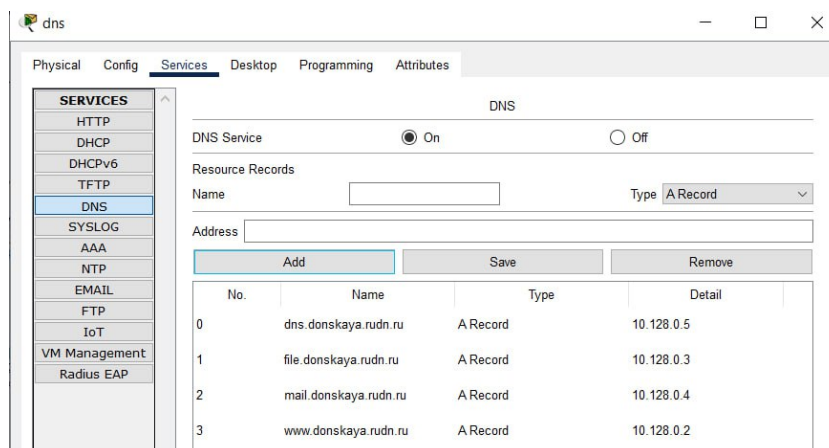 dns
Physical Config Services Desktop Programming Attributes
SERVICES
HTTP
DHCP
DHCPv6
TFTP
DNS
SYSLOG
AAA
NTP
EMAIL
FTP
IoT
VM Management
Radius EAP
DNS
DNS Service On Off
Resource Records
Name Type A Record
Address
Add Save Remove
No. Name Type Detail
0 dns.donskaya.rudn.ru A Record 10.128.0.5
1 file.donskaya.rudn.ru A Record 10.128.0.3
2 mail.donskaya.rudn.ru A Record 10.128.0.4
3 www.donskaya.rudn.ru A Record 10.128.0.2